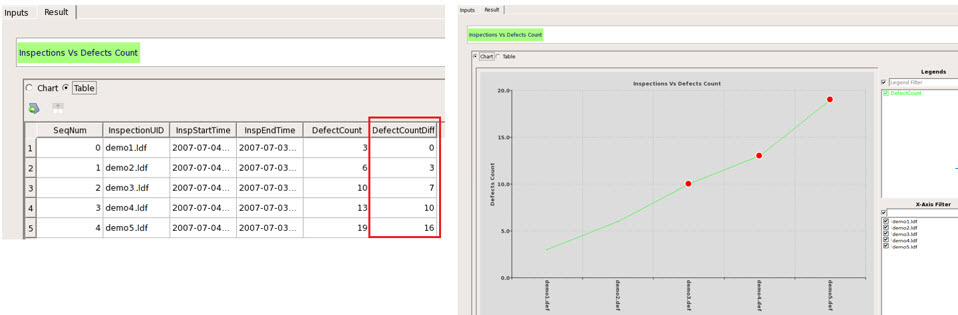 Inputs Result
Inspections Vs Defects Count
Chart Table
SeqNum InspectionUID InspStartTime InspEndTime DefectCount DefectCountDiff
1 0 demo1.ldf 2007-07-04... 2007-07-03... 3 0
2 1 demo2.ldf 2007-07-04... 2007-07-03... 6 3
3 2 demo3.ldf 2007-07-04... 2007-07-03... 10 7
4 3 demo4.ldf 2007-07-04... 2007-07-03... 13 10
5 4 demo5.ldf 2007-07-04... 2007-07-03... 19 16
Inputs Result
Inspections Vs Defects Count
Chart Table
Inspections Vs Defects Count
Defects Count
20.0
15.0
10.0
5.0
0.0
demo1.def
demo2.def
demo3.def
demo4.def
demo5.def
Legends
Legend Filter
DefectCount
X-Axis Filter
demo1.ldf
demo2.ldf
demo3.ldf
demo4.ldf
demo5.ldf